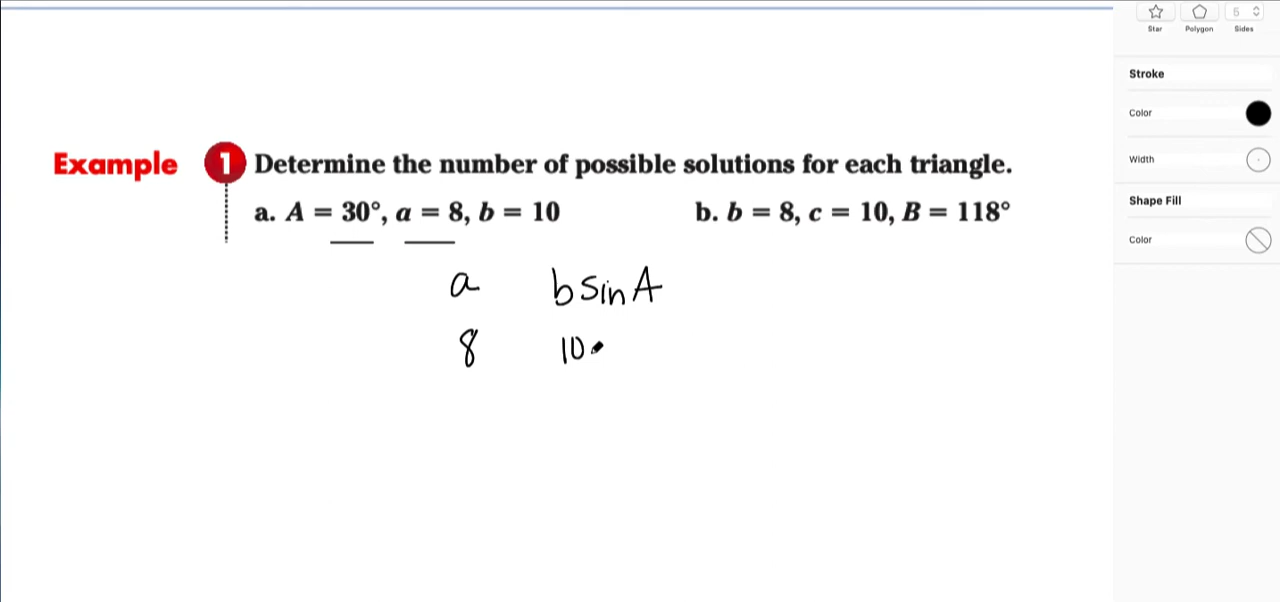 5
Star Polygon Sides
Stroke
Color
Width
Shape Fill
Color
Example 1 Determine the number of possible solutions for each triangle.
a. A = 30°, a = 8, b = 10 b. b = 8, c = 10, B = 118°
a b sin A
8 10